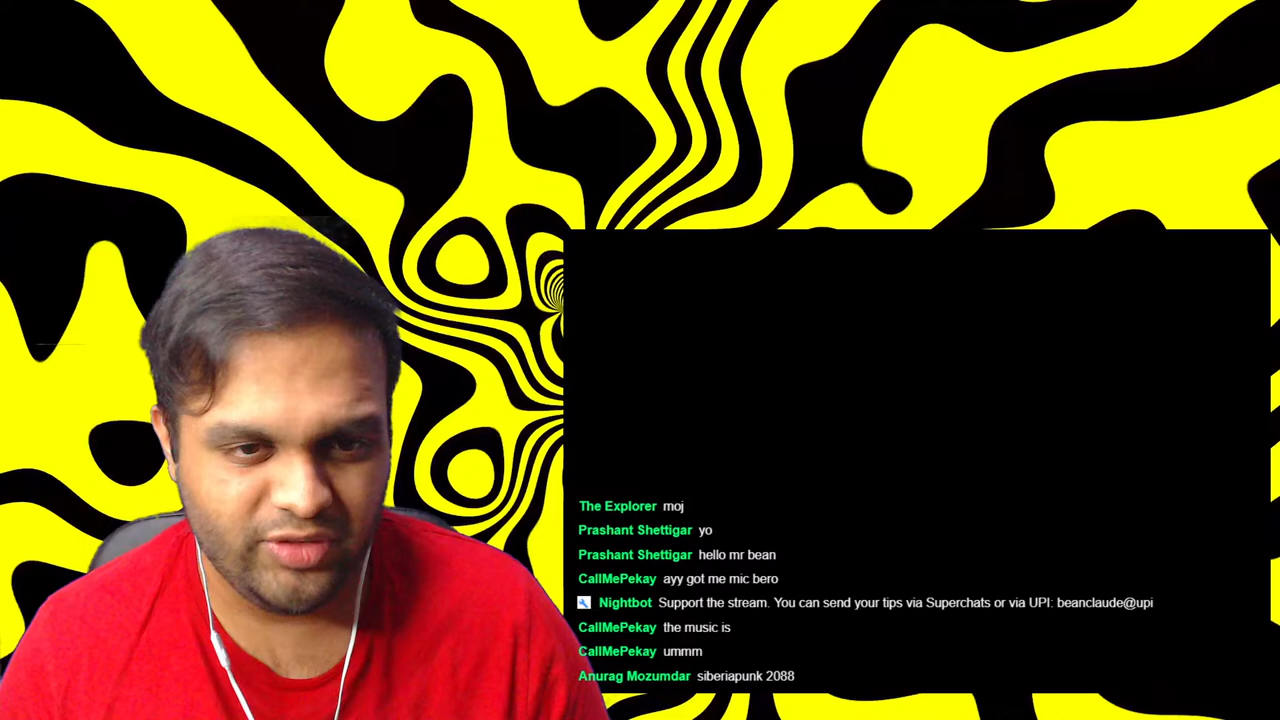 The Explorer moj
Prashant Shettigar yo
Prashant Shettigar hello mr bean
CallMePekay ayy got me mic bero
Nightbot Support the stream. You can send your tips via Superchats or via UPI: beanclaude@upi
CallMePekay the music is
CallMePekay ummm
Anurag Mozumdar siberiapunk 2088